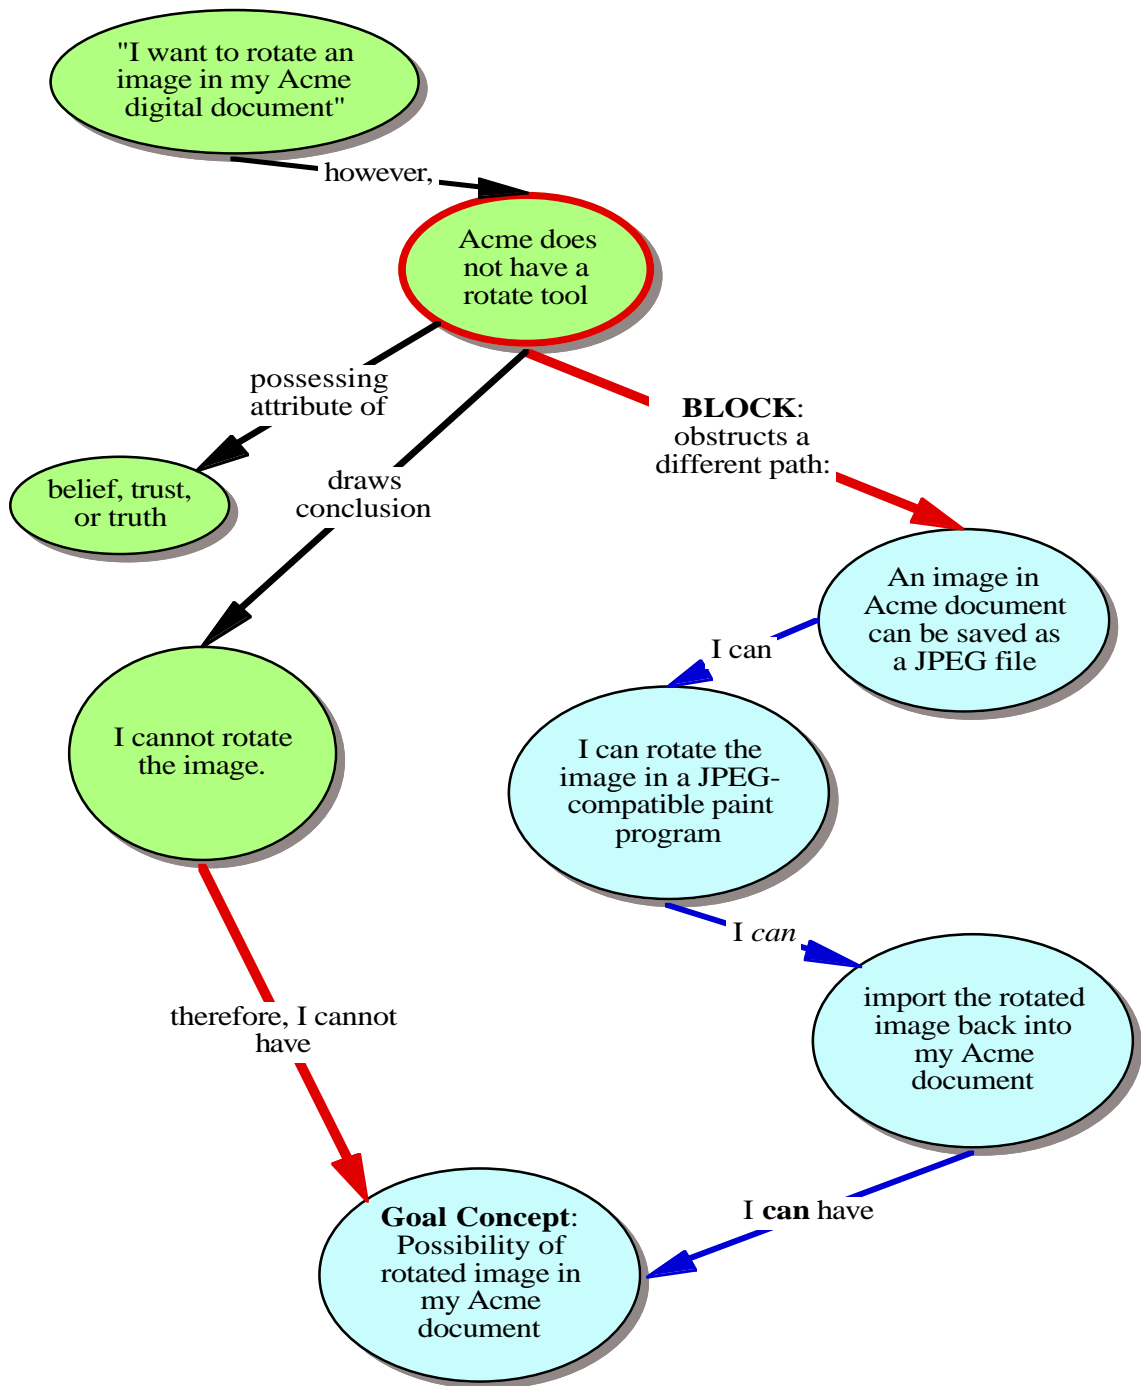 "I want to rotate an
image in my Acme
digital document"
however,
Acme does
not have a
rotate tool
possessing
attribute of
BLOCK:
obstructs a
different path:
belief, trust,
or truth
draws
conclusion
An image in
Acme document
can be saved as
a JPEG file
I can
I cannot rotate
the image.
I can rotate the
image in a JPEG-
compatible paint
program
I can
import the rotated
image back into
my Acme
document
therefore, I cannot
have
I can have
Goal Concept:
Possibility of
rotated image in
my Acme
document